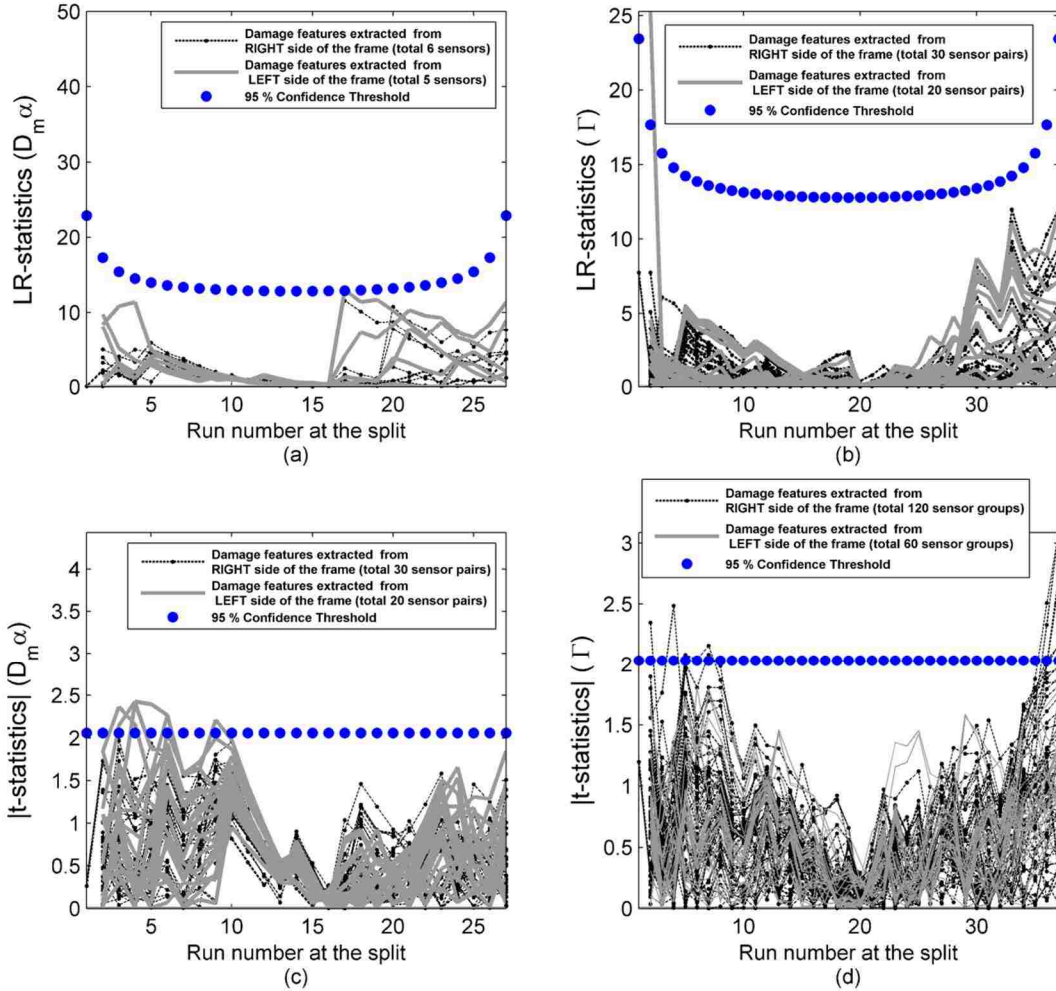 50
40
30
20
10
0
LR-statistics (D_m α)
Damage features extracted from
RIGHT side of the frame (total 6 sensors)
Damage features extracted from
LEFT side of the frame (total 5 sensors)
95 % Confidence Threshold
5 10 15 20 25
Run number at the split
(a)
25
20
15
10
5
0
LR-statistics ( Γ)
Damage features extracted from
RIGHT side of the frame (total 30 sensor pairs)
Damage features extracted from
LEFT side of the frame (total 20 sensor pairs)
95 % Confidence Threshold
10 20 30
Run number at the split
(b)
4
3.5
3
2.5
2
1.5
1
0.5
0
|t-statistics| (D_m α)
Damage features extracted from
RIGHT side of the frame (total 30 sensor pairs)
Damage features extracted from
LEFT side of the frame (total 20 sensor pairs)
95 % Confidence Threshold
5 10 15 20 25
Run number at the split
(c)
Damage features extracted from
RIGHT side of the frame (total 120 sensor groups)
Damage features extracted from
LEFT side of the frame (total 60 sensor groups)
95 % Confidence Threshold
3
2.5
2
1.5
1
0.5
0
|t-statistics| ( Γ)
10 20 30
Run number at the split
(d)